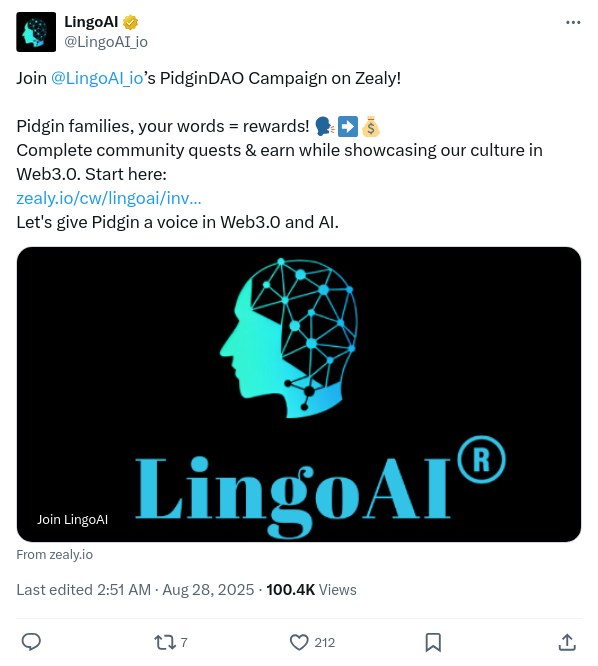 LingoAI
@LingoAI_io
Join @LingoAI_io’s PidginDAO Campaign on Zealy!
Pidgin families, your words = rewards! 🗣️➡️💰
Complete community quests & earn while showcasing our culture in
Web3.0. Start here:
zealy.io/cw/lingoai/inv…
Let's give Pidgin a voice in Web3.0 and AI.
LingoAI®
Join LingoAI
From zealy.io
Last edited 2:51 AM · Aug 28, 2025 · 100.4K Views
7 212